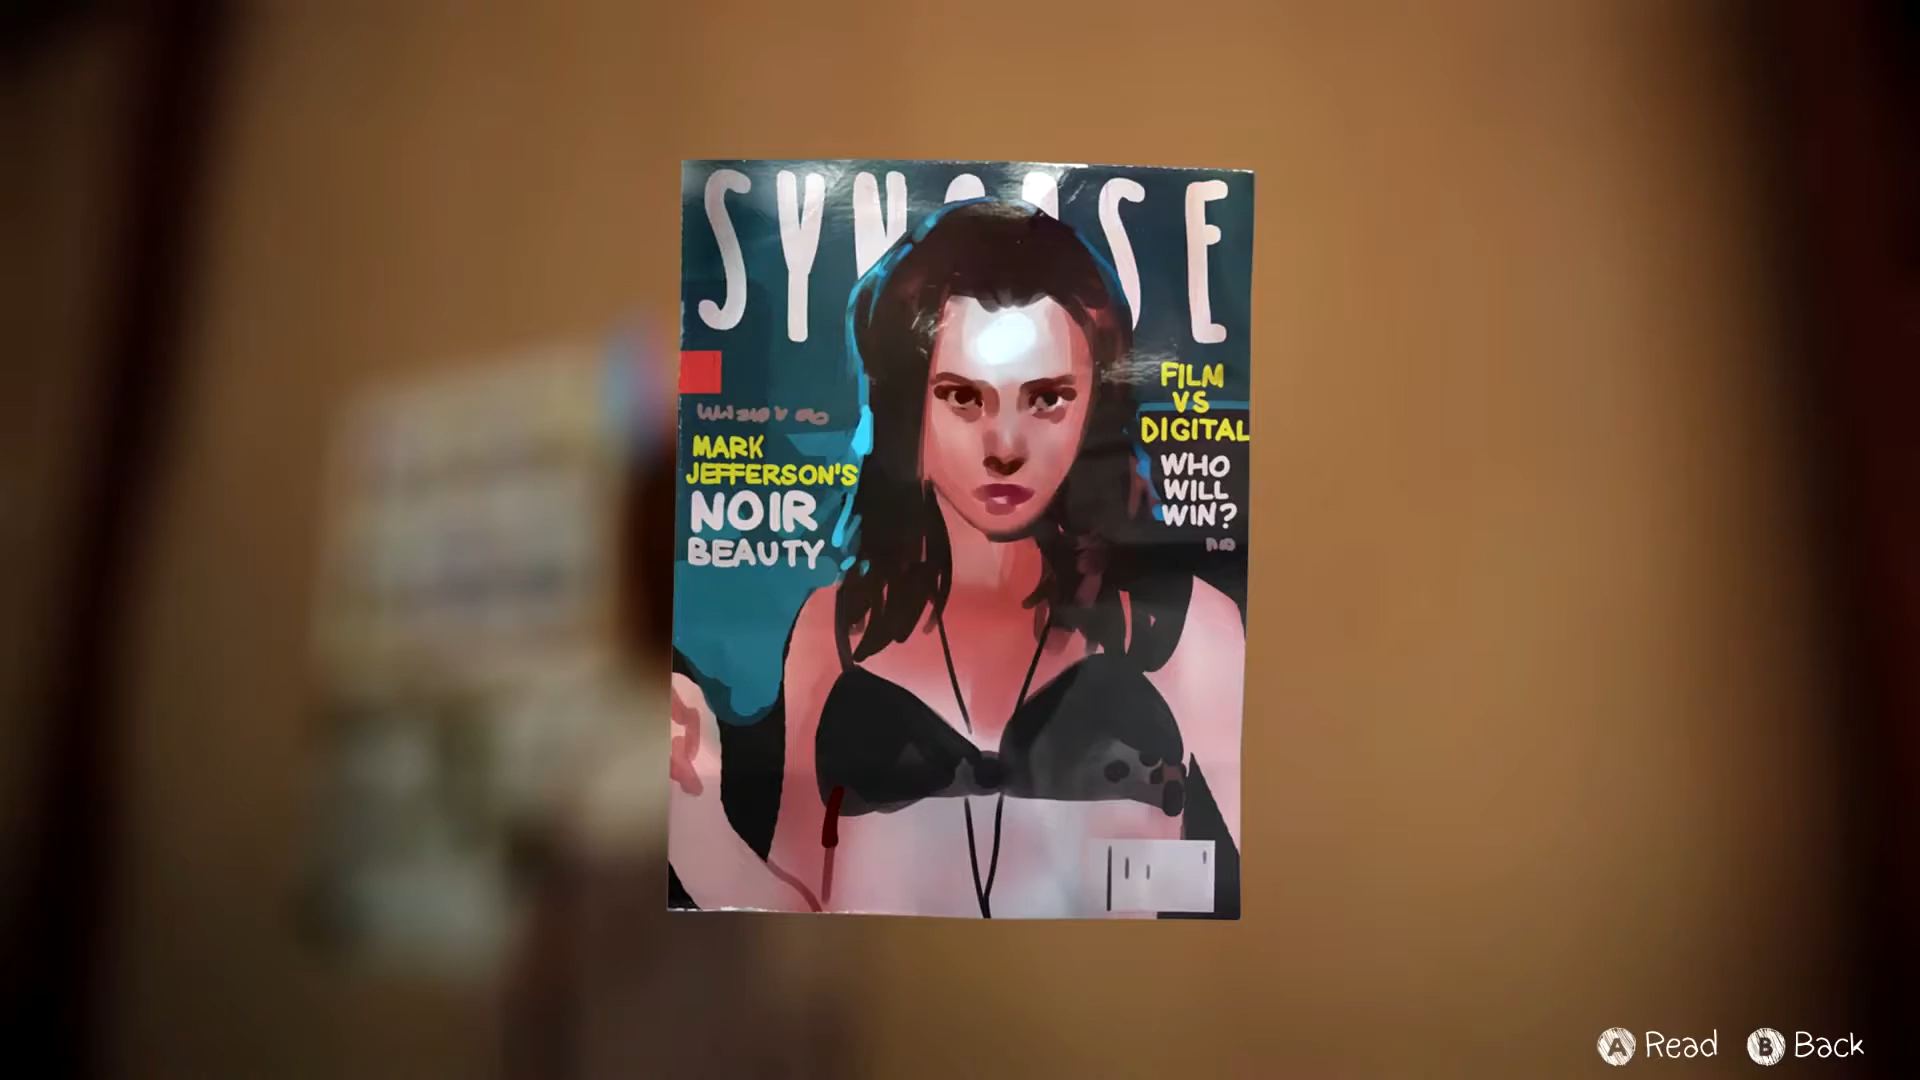 MARK
JEFFERSON'S
NOIR
BEAUTY
FILM
VS
DIGITAL
WHO
WILL
WIN?
A Read B Back